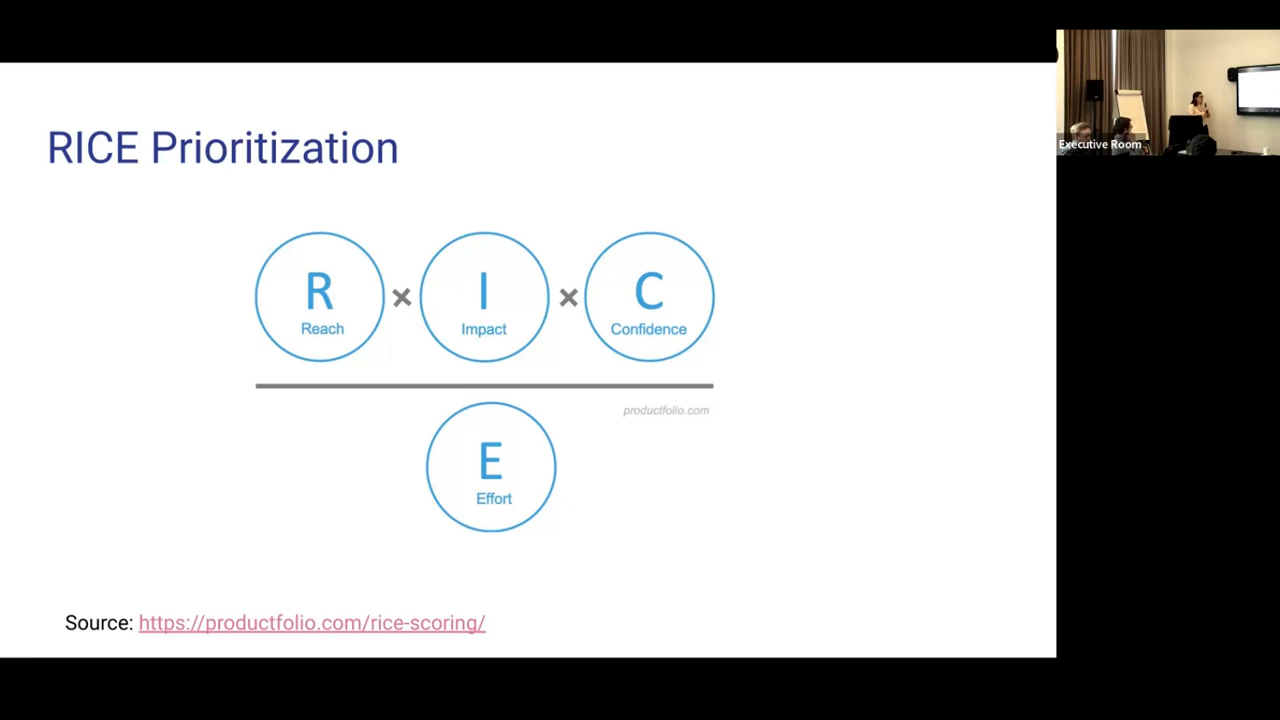 RICE Prioritization
R × I × C
Reach Impact Confidence
productfolio.com
E
Effort
Source: https://productfolio.com/rice-scoring/
Executive Room